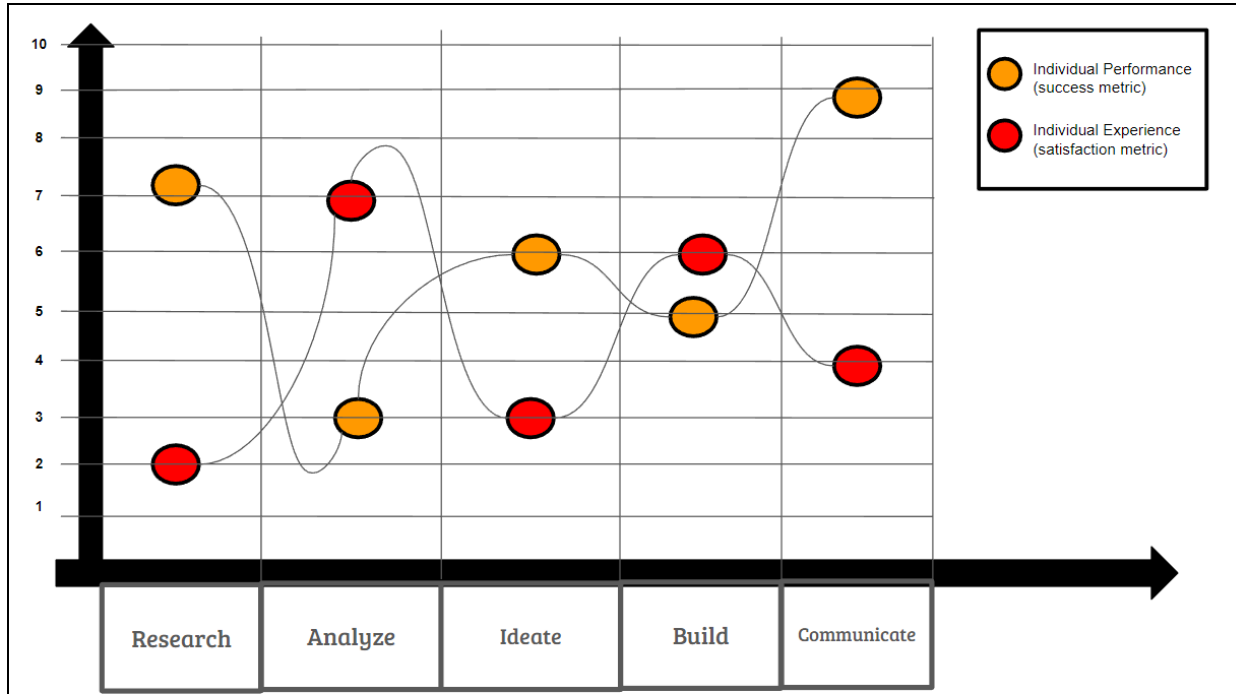 10
9
8
7
6
5
4
3
2
1
Research
Analyze
Ideate
Build
Communicate
Individual Performance
(success metric)
Individual Experience
(satisfaction metric)